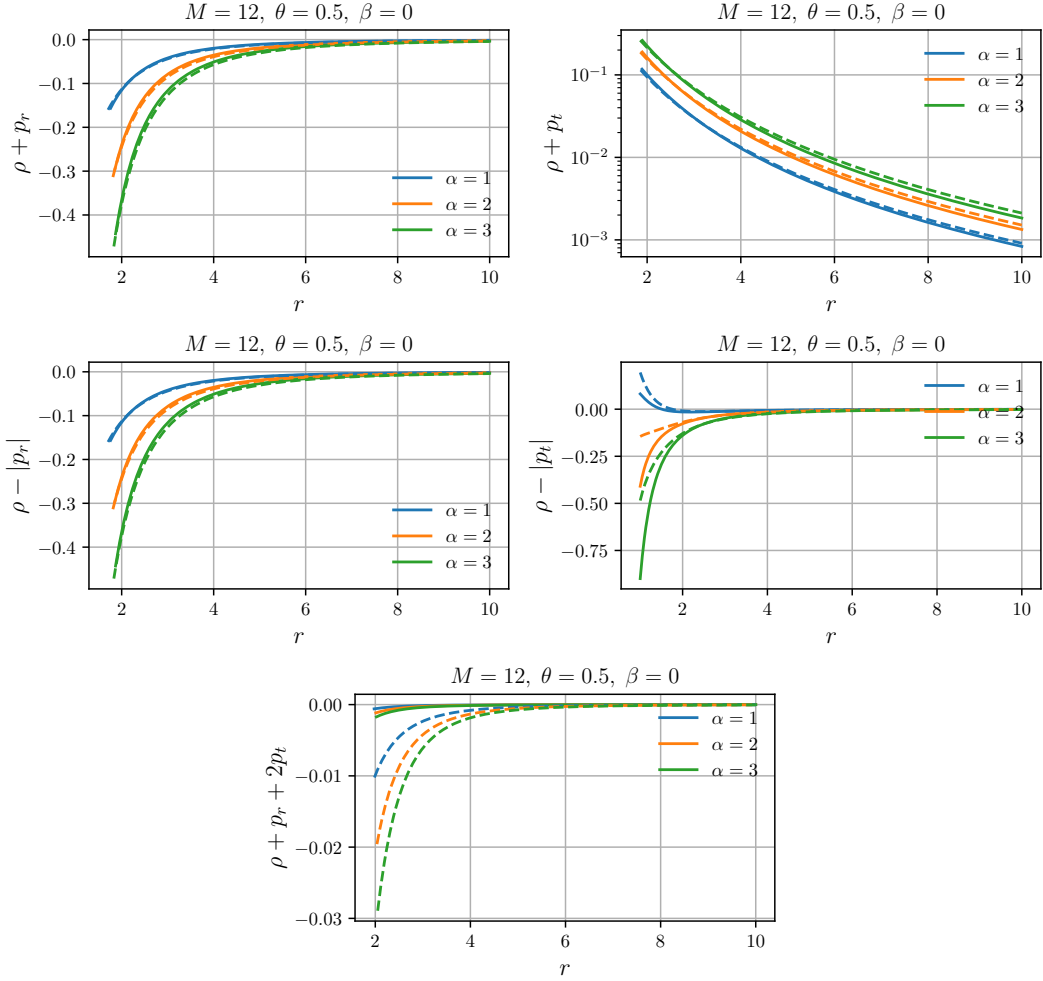 M = 12, θ = 0.5, β = 0
0.0
−0.1
−0.2
−0.3
−0.4
ρ + p_r
α = 1
α = 2
α = 3
2 4 6 8 10
r
M = 12, θ = 0.5, β = 0
10⁻¹
10⁻²
10⁻³
ρ + p_t
α = 1
α = 2
α = 3
2 4 6 8 10
r
M = 12, θ = 0.5, β = 0
0.0
−0.1
−0.2
−0.3
−0.4
ρ − |p_r|
α = 1
α = 2
α = 3
2 4 6 8 10
r
M = 12, θ = 0.5, β = 0
0.00
−0.25
−0.50
−0.75
ρ − |p_t|
α = 1
α = 2
α = 3
2 4 6 8 10
r
M = 12, θ = 0.5, β = 0
0.00
−0.01
−0.02
−0.03
ρ + p_r + 2p_t
α = 1
α = 2
α = 3
2 4 6 8 10
r